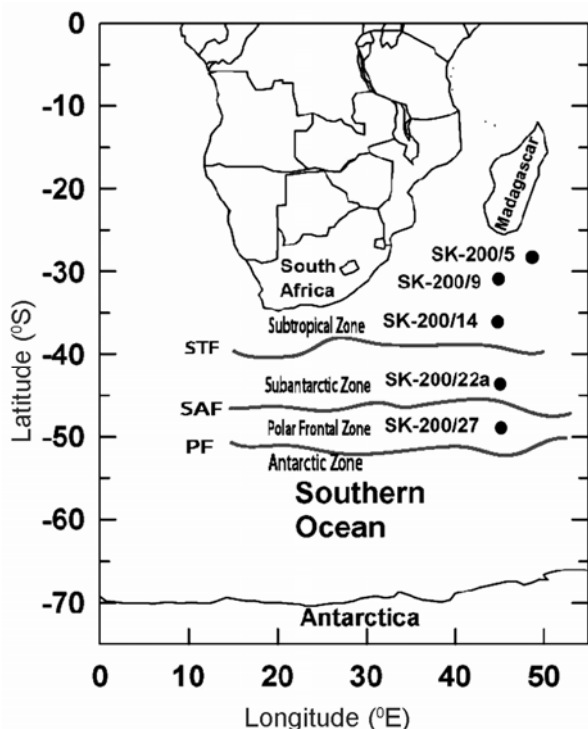 0
-10
-20
-30
-40
-50
-60
-70
Latitude (⁰S)
Madagascar
SK-200/5
South
Africa
SK-200/9
Subtropical Zone
SK-200/14
STF
Subantarctic Zone
SK-200/22a
SAF
Polar Frontal Zone
SK-200/27
PF
Antarctic Zone
Southern
Ocean
Antarctica
0 10 20 30 40 50
Longitude (⁰E)